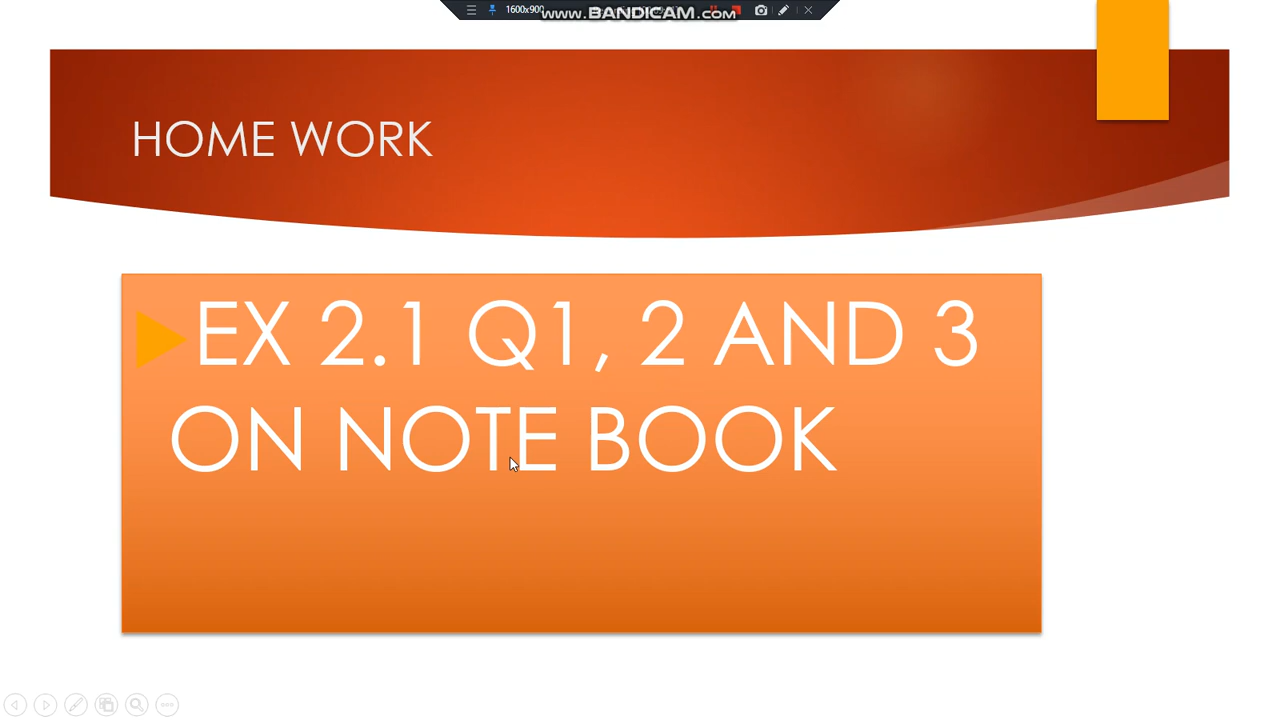 1600x900
www.BANDICAM.com
HOME WORK
EX 2.1 Q1, 2 AND 3
ON NOTE BOOK